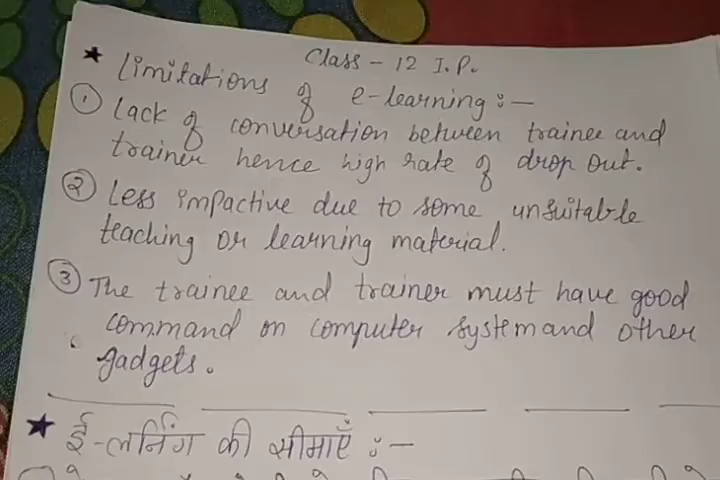 Class - 12 I.P.
★ Limitations of e-learning :-
① Lack of conversation between trainee and
trainer hence high rate of drop out.
② Less impactive due to some unsuitable
teaching or learning material.
③ The trainee and trainer must have good
command on computer system and other
gadgets.
★ ई-लर्निंग की सीमाएँ :-